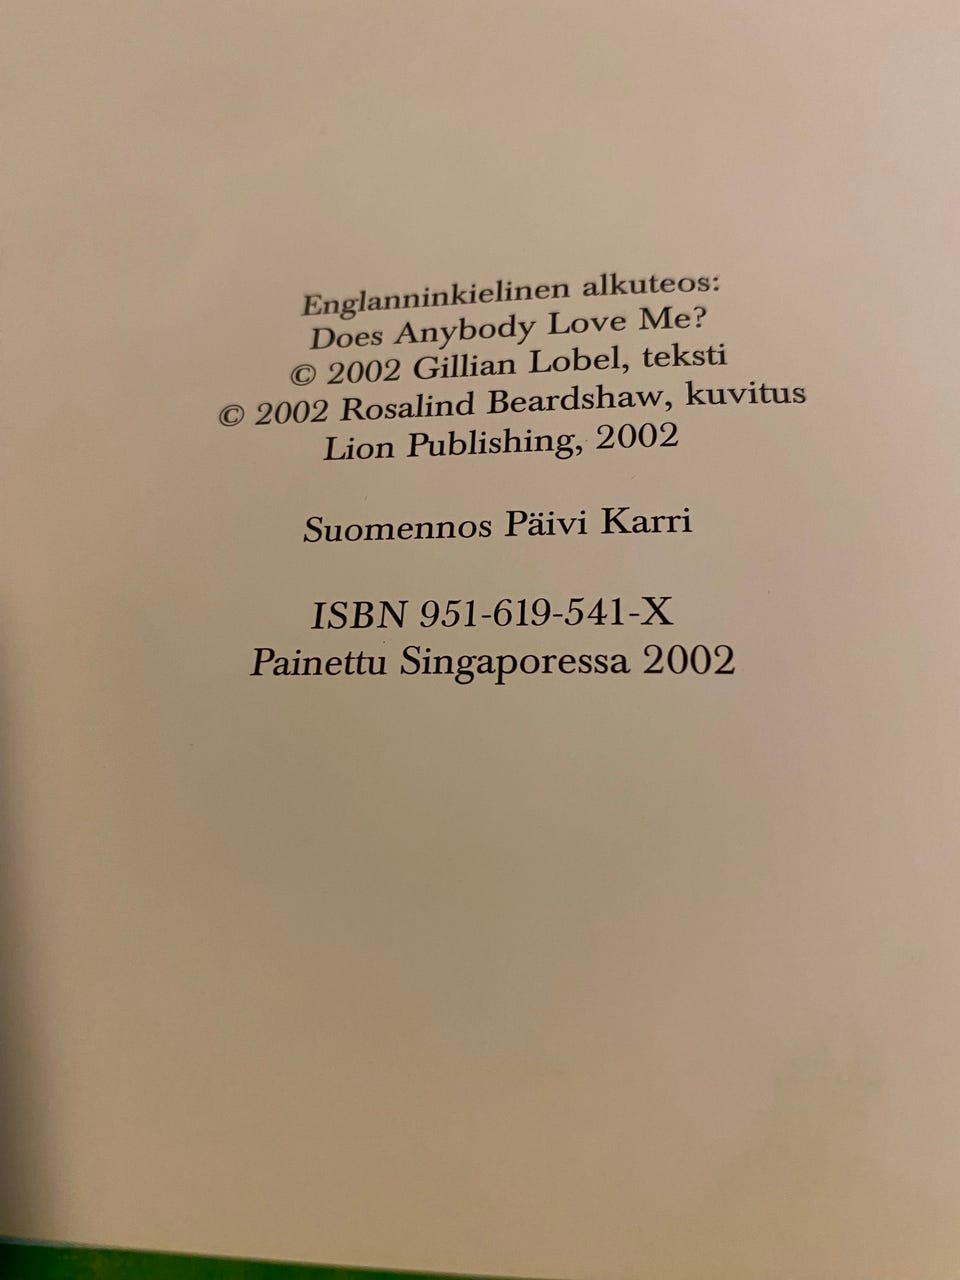 Englanninkielinen alkuteos:
Does Anybody Love Me?
© 2002 Gillian Lobel, teksti
© 2002 Rosalind Beardshaw, kuvitus
Lion Publishing, 2002
Suomennos Päivi Karri
ISBN 951-619-541-X
Painettu Singaporessa 2002